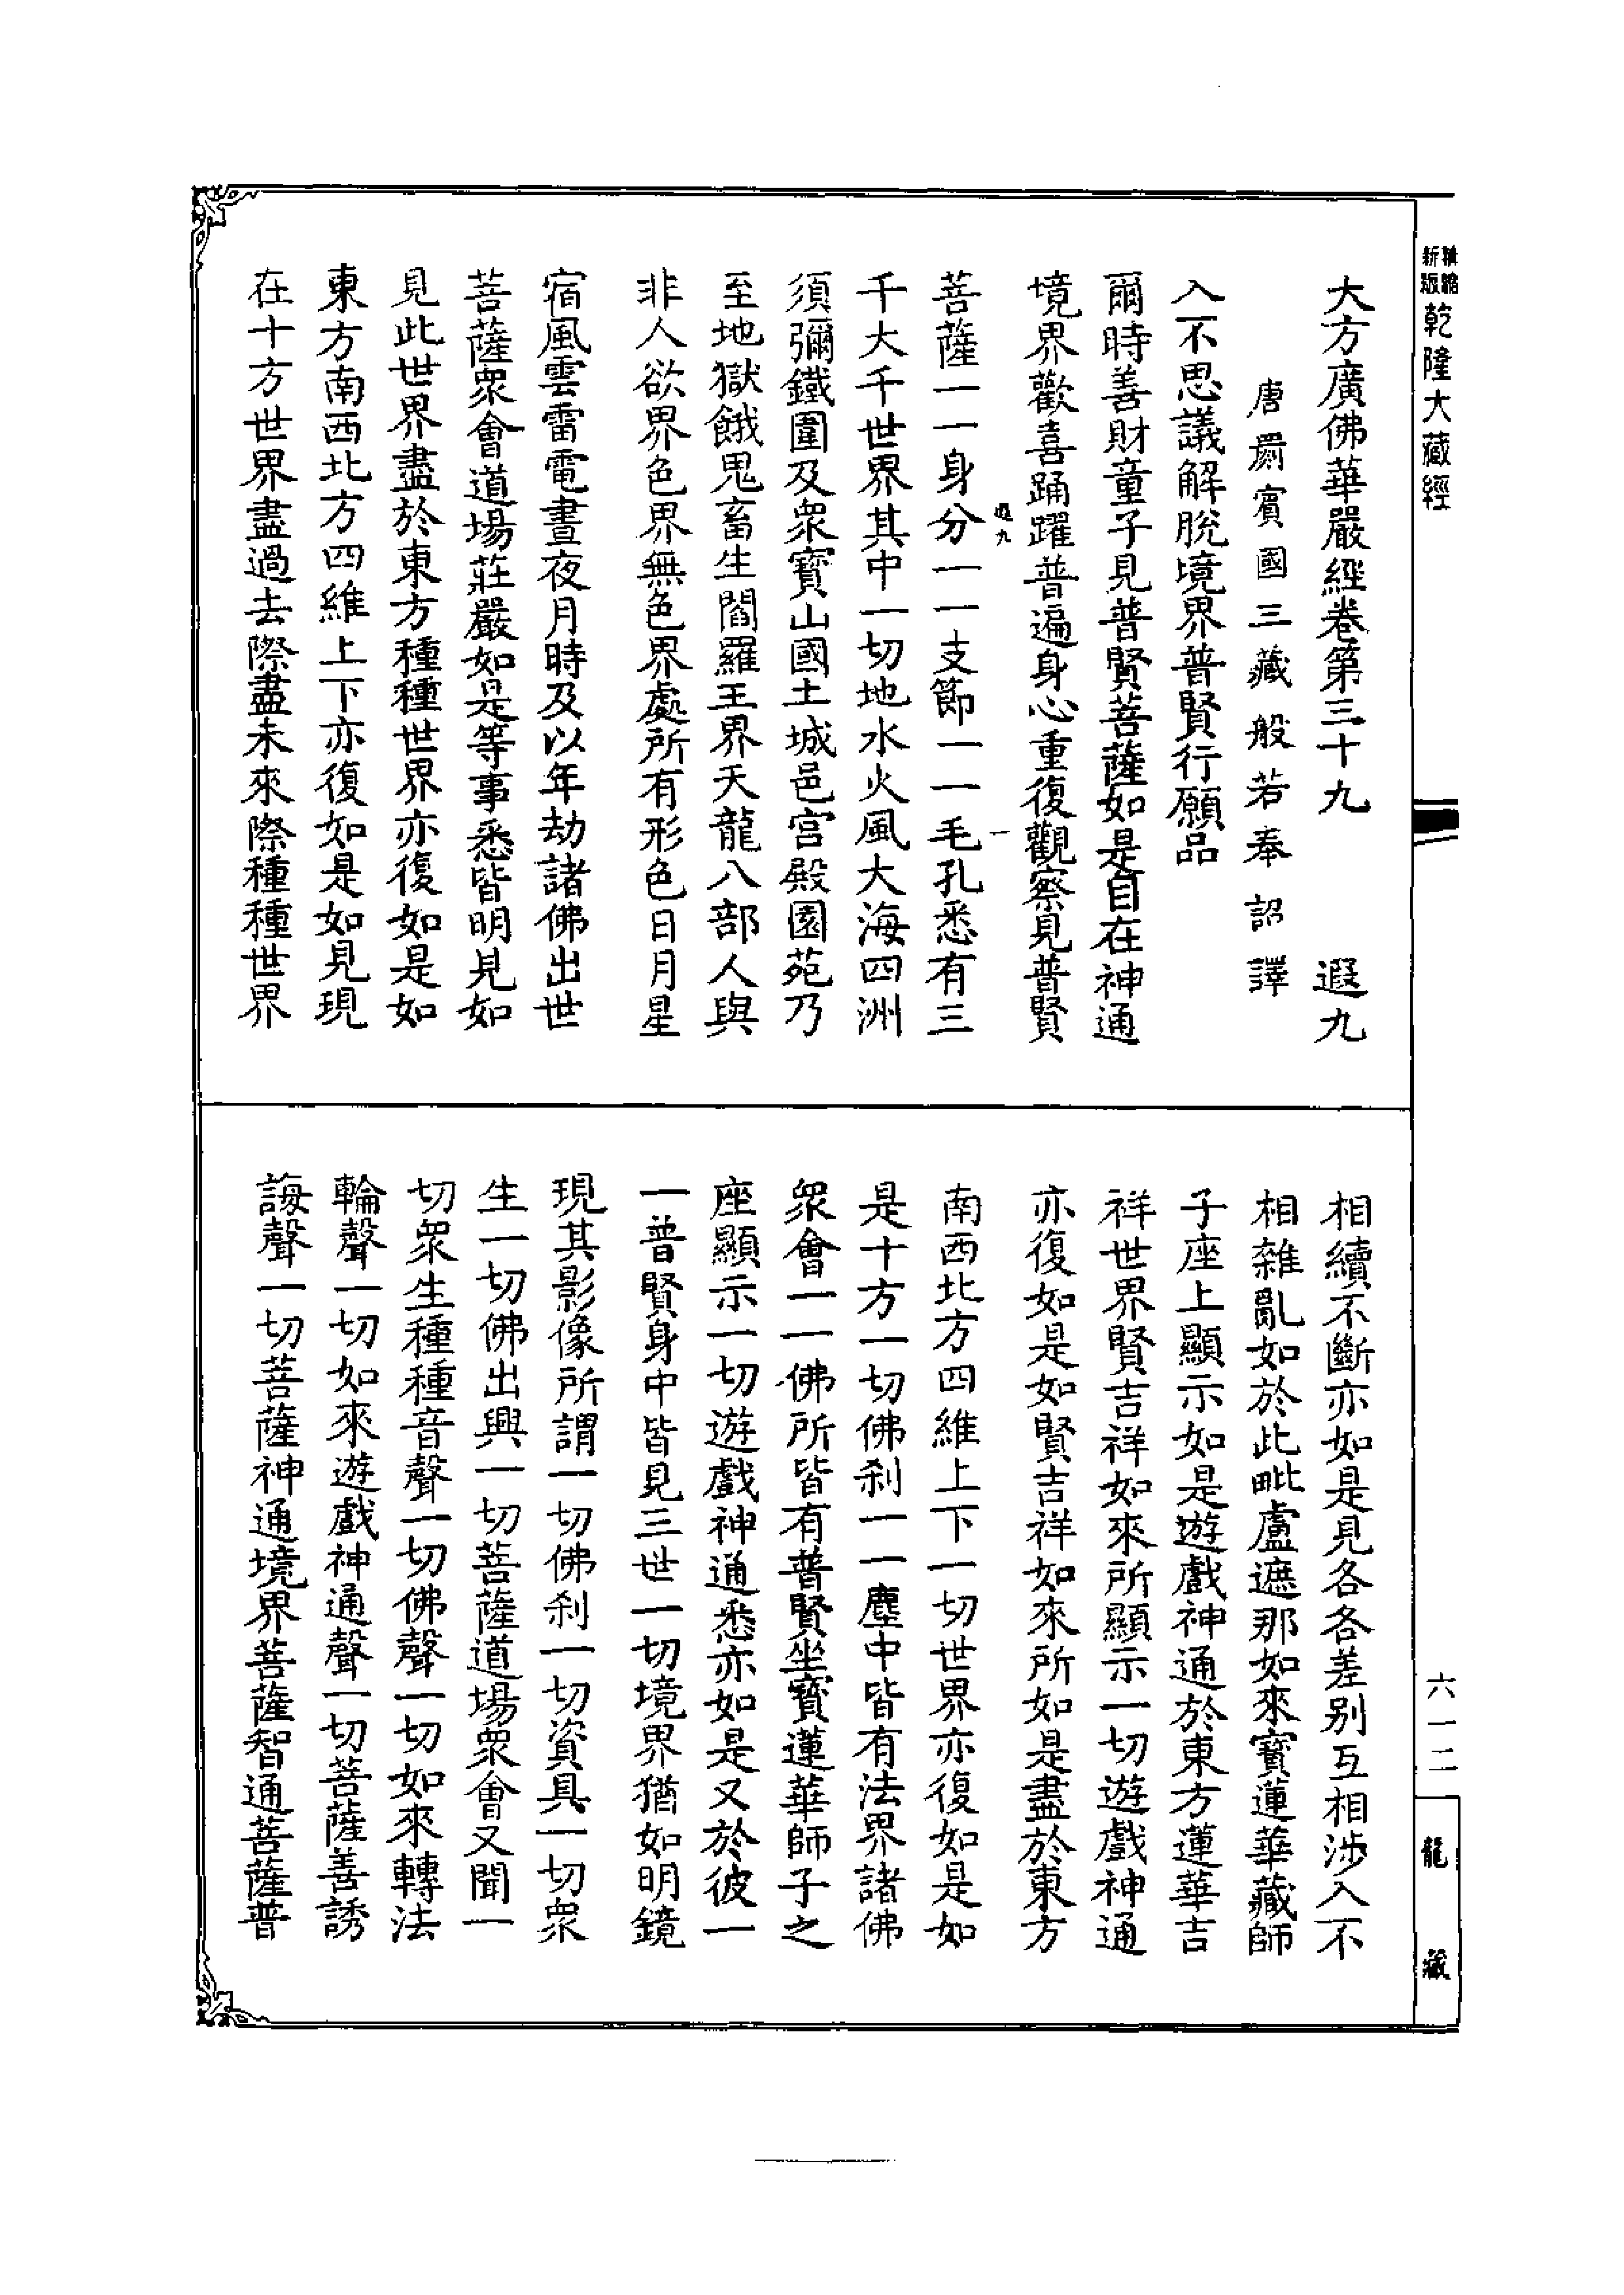 新編縮版
乾隆大藏經
六一二
龍藏
大方廣佛華嚴經卷第三十九 遐九
唐罽賓國三藏般若奉詔譯
入不思議解脫境界普賢行願品
爾時善財童子見普賢菩薩如是自在神通
境界歡喜踊躍普遍身心重復觀察見普賢
遐九 一
菩薩一一身分一一支節一一毛孔悉有三
千大千世界其中一切地水火風大海四洲
須彌鐵圍及衆寶山國土城邑宮殿園苑乃
至地獄餓鬼畜生閻羅王界天龍八部人與
非人欲界色界無色界處所有形色日月星
宿風雲雷電晝夜月時及以年劫諸佛出世
菩薩衆會道場莊嚴如是等事悉皆明見如
見此世界盡於東方種種世界亦復如是如
東方南西北方四維上下亦復如是如見現
在十方世界盡過去際盡未來際種種世界
相續不斷亦如是見各各差别互相涉入不
相雜亂如於此毗盧遮那如來寶蓮華藏師
子座上顯示如是遊戲神通於東方蓮華吉
祥世界賢吉祥如來所顯示一切遊戲神通
亦復如是如賢吉祥如來所如是盡於東方
南西北方四維上下一切世界亦復如是如
是十方一切佛刹一一塵中皆有法界諸佛
衆會一一佛所皆有普賢坐寶蓮華師子之
座顯示一切遊戲神通悉亦如是又於彼一
一普賢身中皆見三世一切境界猶如明鏡
現其影像所謂一切佛刹一切資具一切衆
生一切佛出興一切菩薩道場衆會又聞一
切衆生種種音聲一切佛聲一切如來轉法
輪聲一切如來遊戲神通聲一切菩薩善誘
誨聲一切菩薩神通境界菩薩智通菩薩普